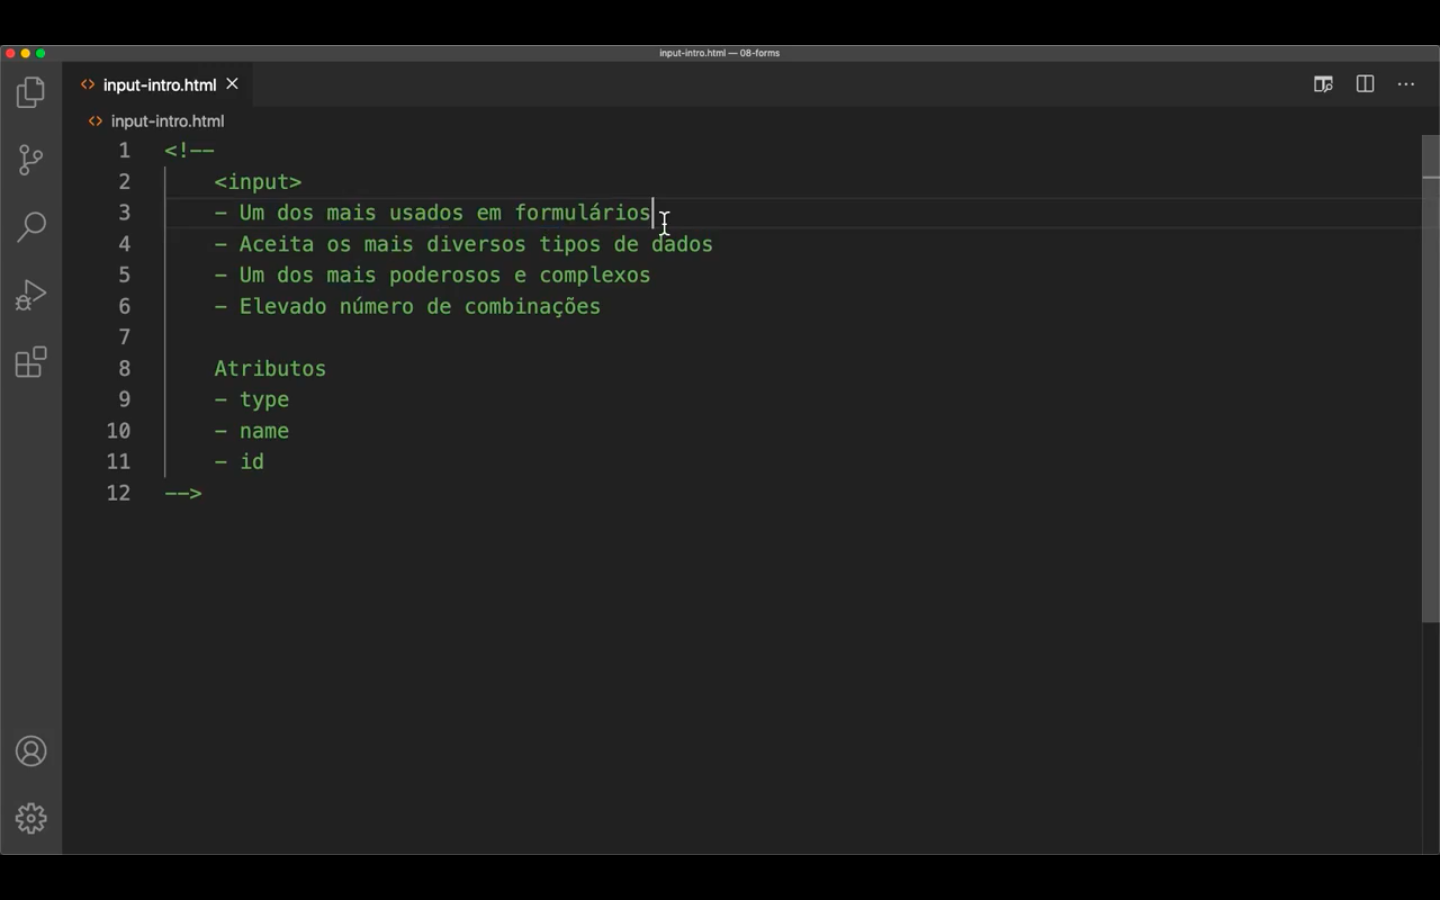 input-intro.html — 08-forms
input-intro.html
input-intro.html
1 <!--
2 <input>
3 - Um dos mais usados em formulários
4 - Aceita os mais diversos tipos de dados
5 - Um dos mais poderosos e complexos
6 - Elevado número de combinações
7
8 Atributos
9 - type
10 - name
11 - id
12 -->